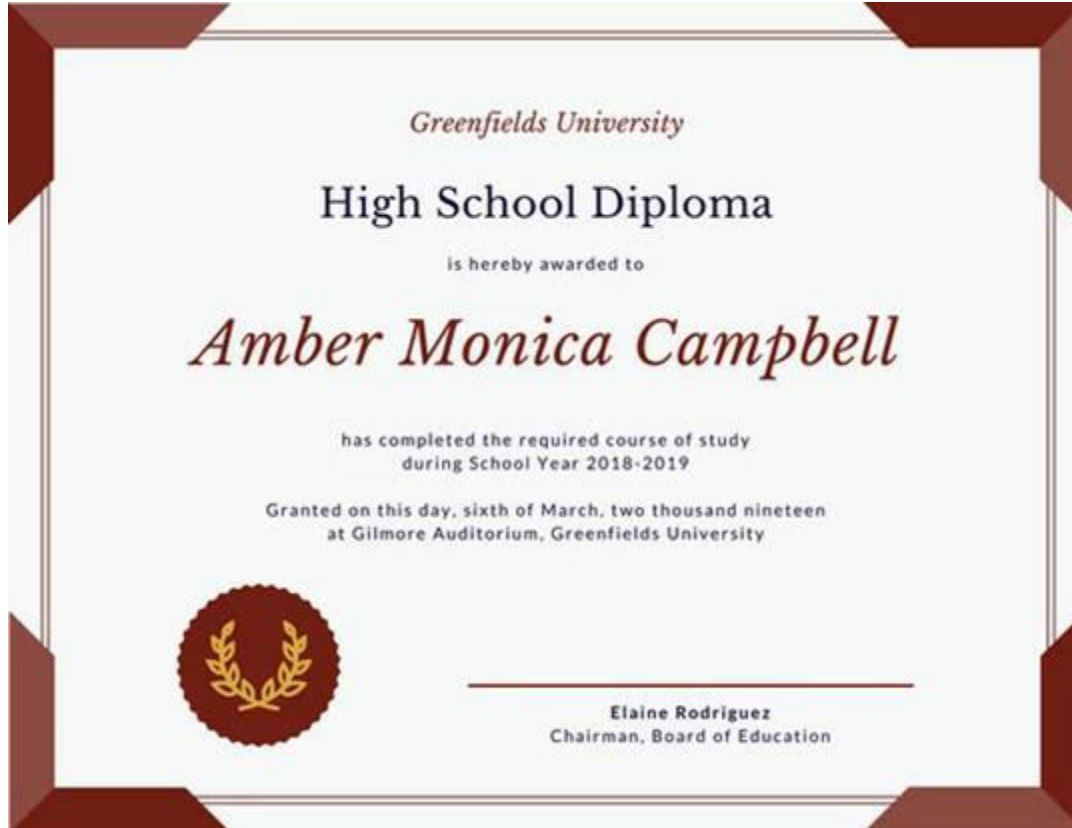 Greenfields University
High School Diploma
is hereby awarded to
Amber Monica Campbell
has completed the required course of study
during School Year 2018-2019
Granted on this day, sixth of March, two thousand nineteen
at Gilmore Auditorium, Greenfields University
Elaine Rodriguez
Chairman, Board of Education